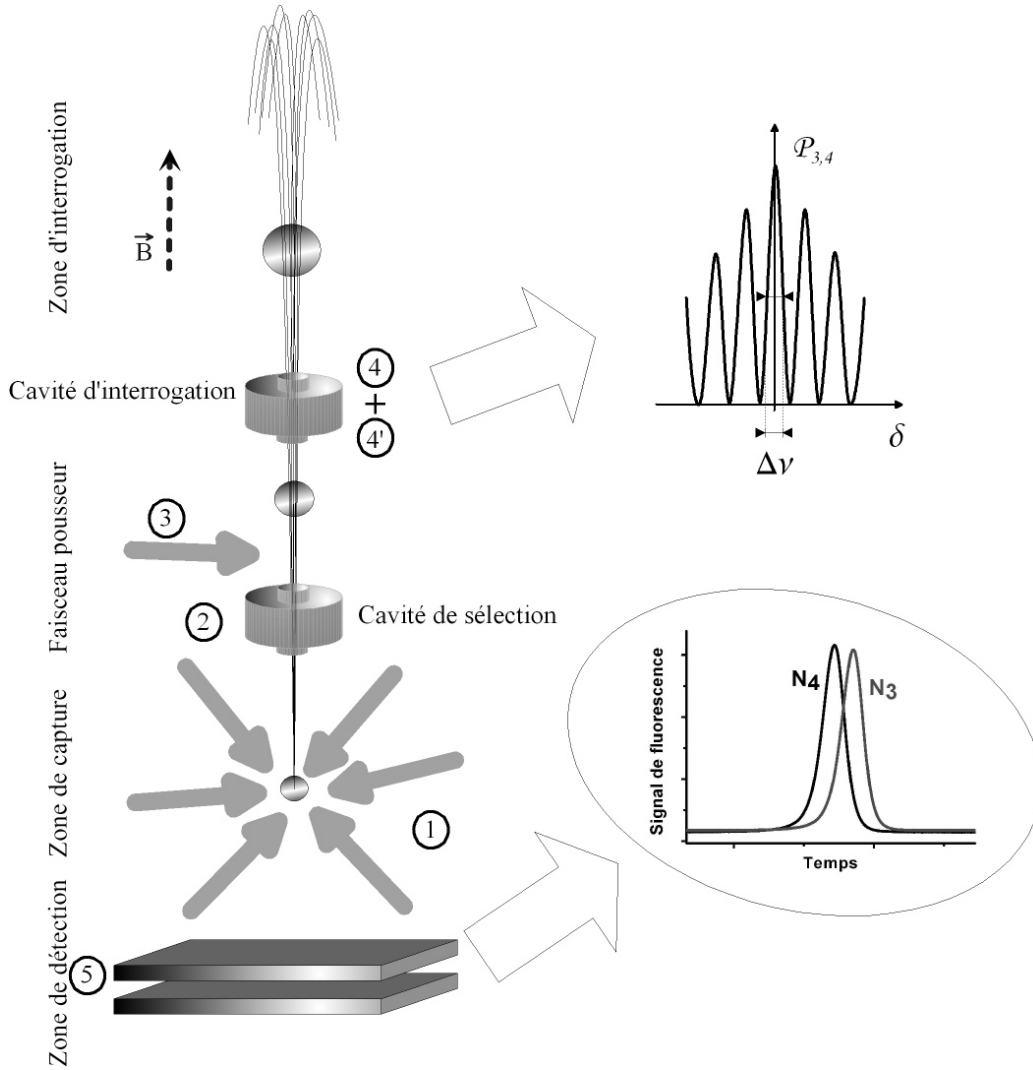 Zone d'interrogation
B
Cavité d'interrogation
4
+
4'
Faisceau pousseur
3
2
Cavité de sélection
Zone de capture
1
Zone de détection
5
P3,4
δ
Δν
Signal de fluorescence
N4
N3
Temps